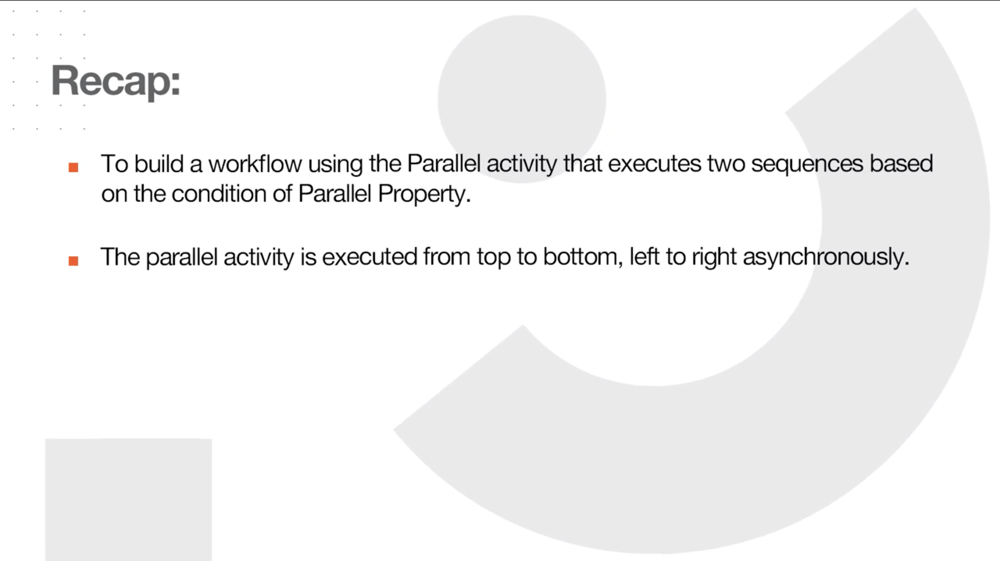 Recap:
To build a workflow using the Parallel activity that executes two sequences based
on the condition of Parallel Property.
The parallel activity is executed from top to bottom, left to right asynchronously.